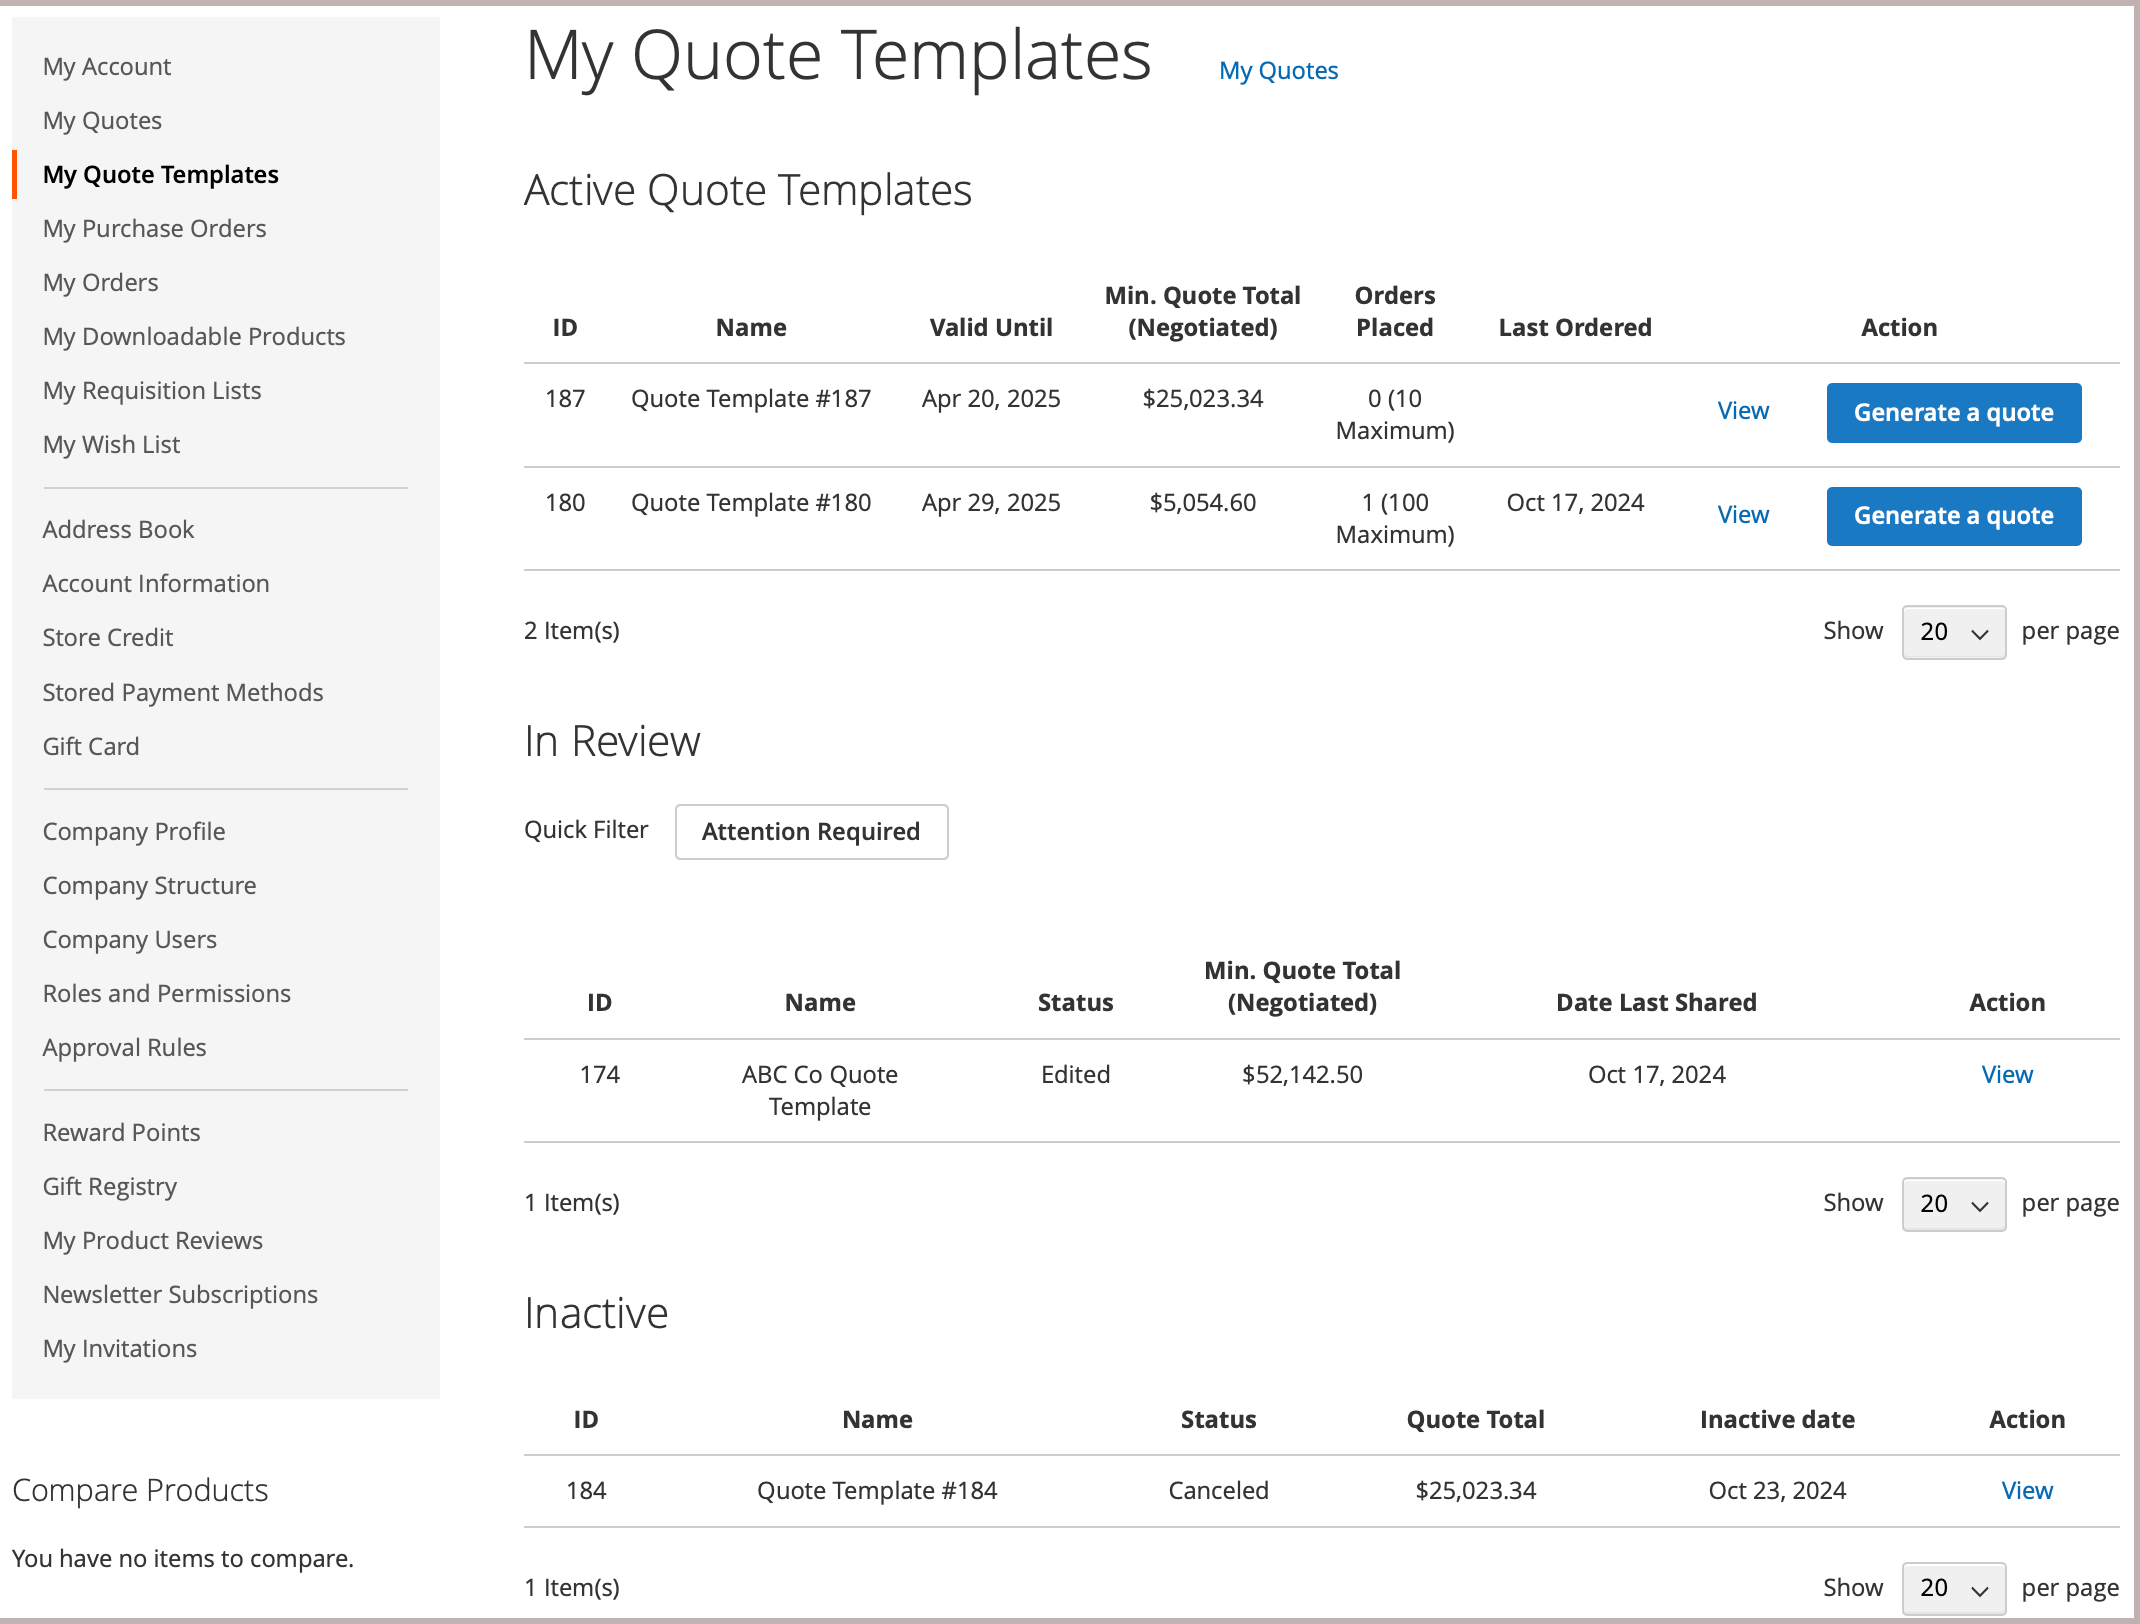 My Account
My Quotes
My Quote Templates
My Purchase Orders
My Orders
My Downloadable Products
My Requisition Lists
My Wish List
Address Book
Account Information
Store Credit
Stored Payment Methods
Gift Card
Company Profile
Company Structure
Company Users
Roles and Permissions
Approval Rules
Reward Points
Gift Registry
My Product Reviews
Newsletter Subscriptions
My Invitations
Compare Products
You have no items to compare.
My Quote Templates My Quotes
Active Quote Templates
ID Name Valid Until Min. Quote Total (Negotiated) Orders Placed Last Ordered Action
187 Quote Template #187 Apr 20, 2025 $25,023.34 0 (10 Maximum) View Generate a quote
180 Quote Template #180 Apr 29, 2025 $5,054.60 1 (100 Maximum) Oct 17, 2024 View Generate a quote
2 Item(s) Show 20 per page
In Review
Quick Filter Attention Required
ID Name Status Min. Quote Total (Negotiated) Date Last Shared Action
174 ABC Co Quote Template Edited $52,142.50 Oct 17, 2024 View
1 Item(s) Show 20 per page
Inactive
ID Name Status Quote Total Inactive date Action
184 Quote Template #184 Canceled $25,023.34 Oct 23, 2024 View
1 Item(s) Show 20 per page